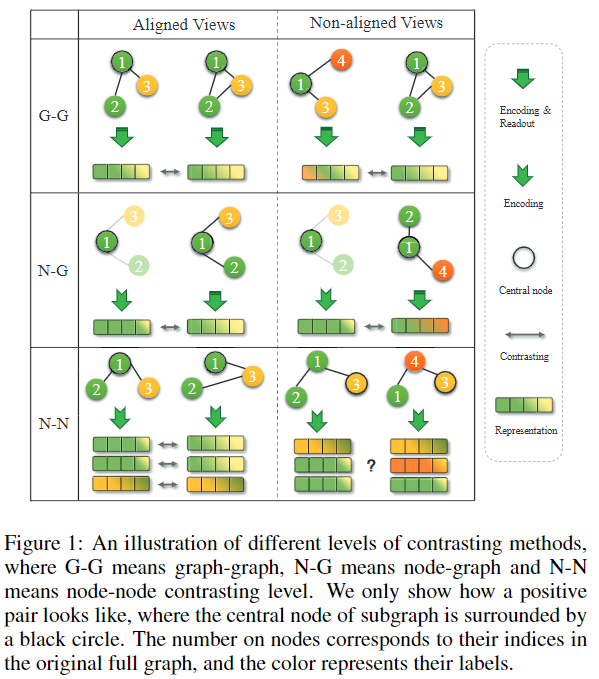 Aligned Views
Non-aligned Views
G-G
1
2
3
1
2
3
4
1
3
1
2
3
N-G
3
1
2
3
1
2
3
1
2
2
1
4
N-N
1
2
3
1
2
3
1
2
3
4
1
3
?
Encoding &
Readout
Encoding
Central node
Contrasting
Representation
Figure 1: An illustration of different levels of contrasting methods,
where G-G means graph-graph, N-G means node-graph and N-N
means node-node contrasting level. We only show how a positive
pair looks like, where the central node of subgraph is surrounded by
a black circle. The number on nodes corresponds to their indices in
the original full graph, and the color represents their labels.